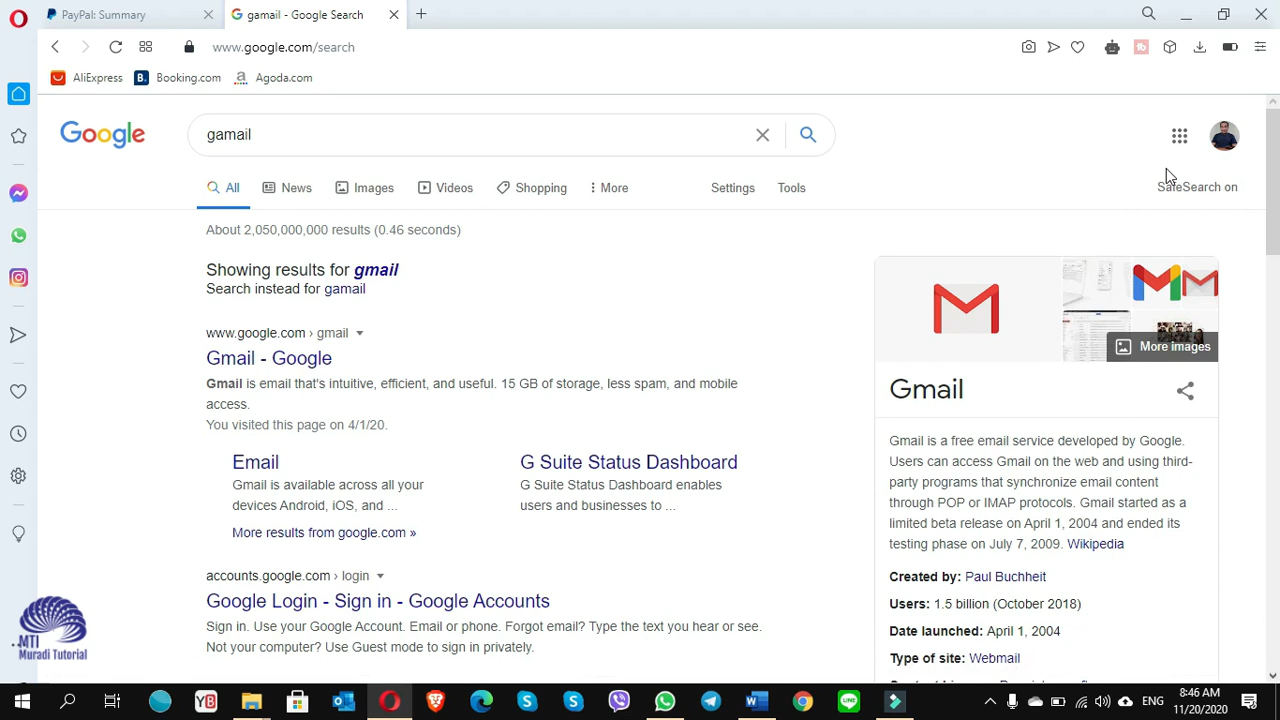 PayPal: Summary
gamail - Google Search
www.google.com/search
AliExpress
B. Booking.com
a Agoda.com
Google
gamail
All
News
Images
Videos
Shopping
More
Settings
Tools
SafeSearch on
About 2,050,000,000 results (0.46 seconds)
Showing results for gmail
Search instead for gamail
www.google.com › gmail
Gmail - Google
Gmail is email that's intuitive, efficient, and useful. 15 GB of storage, less spam, and mobile
access.
You visited this page on 4/1/20.
Email
Gmail is available across all your
devices Android, iOS, and ...
G Suite Status Dashboard
G Suite Status Dashboard enables
users and businesses to ...
More results from google.com »
accounts.google.com › login
Google Login - Sign in - Google Accounts
Sign in. Use your Google Account. Email or phone. Forgot email? Type the text you hear or see.
Not your computer? Use Guest mode to sign in privately.
More images
Gmail
Gmail is a free email service developed by Google.
Users can access Gmail on the web and using third-
party programs that synchronize email content
through POP or IMAP protocols. Gmail started as a
limited beta release on April 1, 2004 and ended its
testing phase on July 7, 2009. Wikipedia
Created by: Paul Buchheit
Users: 1.5 billion (October 2018)
Date launched: April 1, 2004
Type of site: Webmail
MTI
Muradi Tutorial
ENG
8:46 AM
11/20/2020